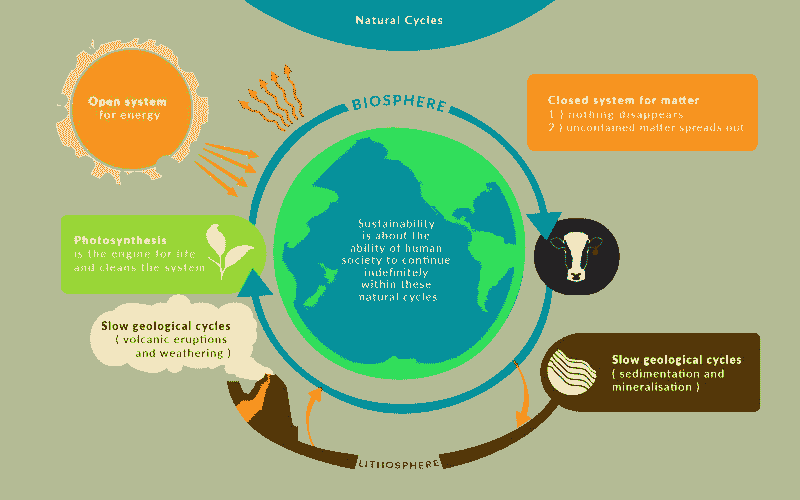 Natural Cycles
Open system
for energy
BIOSPHERE
Closed system for matter
1 ) nothing disappears
2 ) uncontained matter spreads out
Photosynthesis
is the engine for life
and cleans the system
Sustainability
is about the
ability of human
society to continue
indefinitely
within these
natural cycles
Slow geological cycles
( volcanic eruptions
and weathering )
Slow geological cycles
( sedimentation and
mineralisation )
LITHOSPHERE